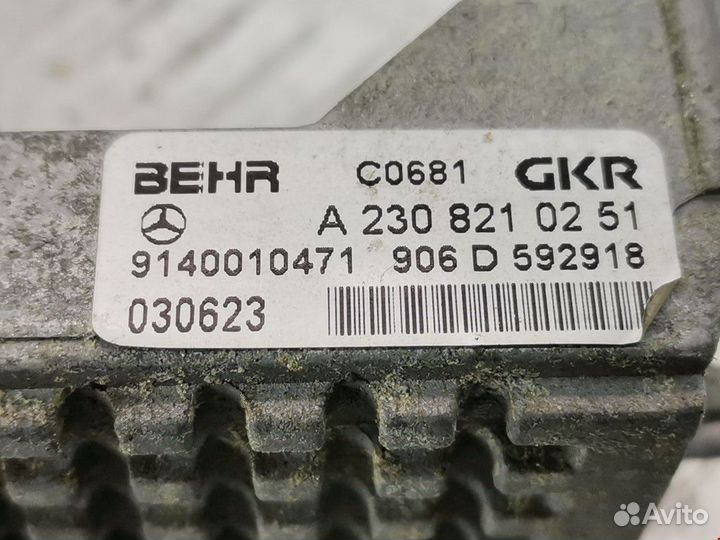 BEHR C0681 GKR
A 230 821 02 51
9140010471 906 D 592918
030623
Avito